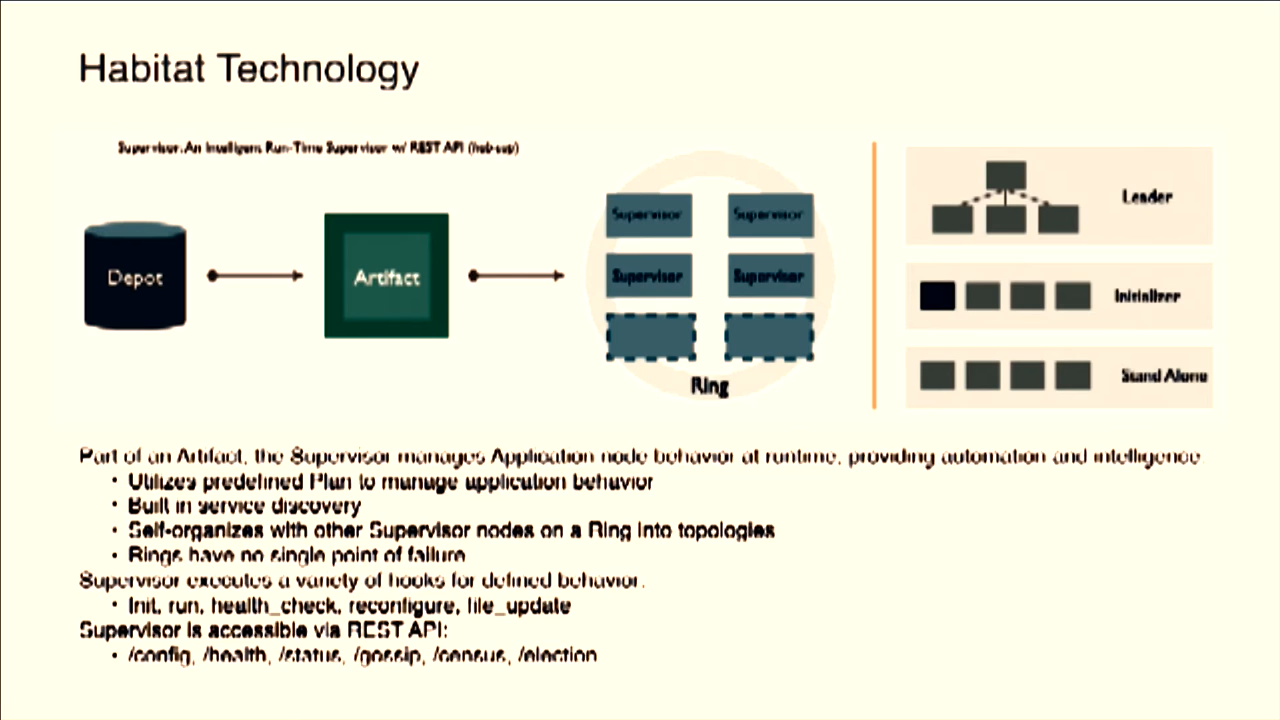 Habitat Technology
Supervisor: An Intelligent Run-Time Supervisor w/ REST API (hab-sup)
Depot
Artifact
Supervisor Supervisor
Supervisor Supervisor
Ring
Leader
Initializer
Stand Alone
Part of an Artifact, the Supervisor manages Application node behavior at runtime, providing automation and intelligence
• Utilizes predefined Plan to manage application behavior
• Built in service discovery
• Self-organizes with other Supervisor nodes on a Ring into topologies
• Rings have no single point of failure
Supervisor executes a variety of hooks for defined behavior.
• Init, run, health_check, reconfigure, file_update
Supervisor is accessible via REST API:
• /config, /health, /status, /gossip, /census, /election